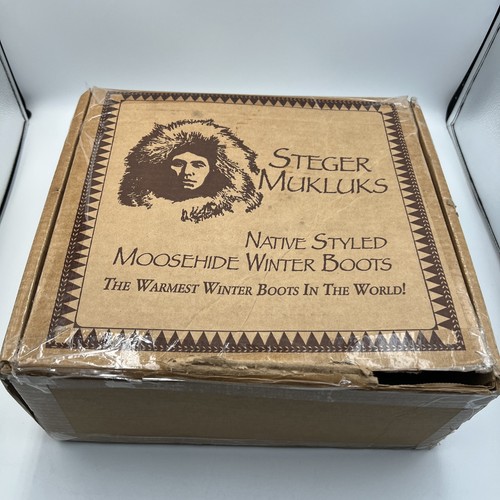 STEGER
MUKLUKS
NATIVE STYLED
MOOSEHIDE WINTER BOOTS
THE WARMEST WINTER BOOTS IN THE WORLD!